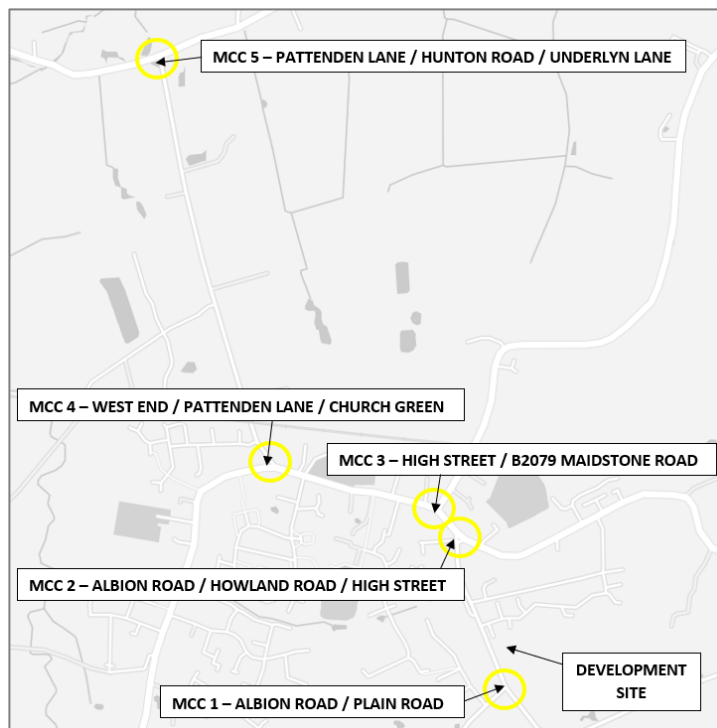 MCC 5 – PATTENDEN LANE / HUNTON ROAD / UNDERLYN LANE
MCC 4 – WEST END / PATTENDEN LANE / CHURCH GREEN
MCC 3 – HIGH STREET / B2079 MAIDSTONE ROAD
MCC 2 – ALBION ROAD / HOWLAND ROAD / HIGH STREET
DEVELOPMENT
SITE
MCC 1 – ALBION ROAD / PLAIN ROAD